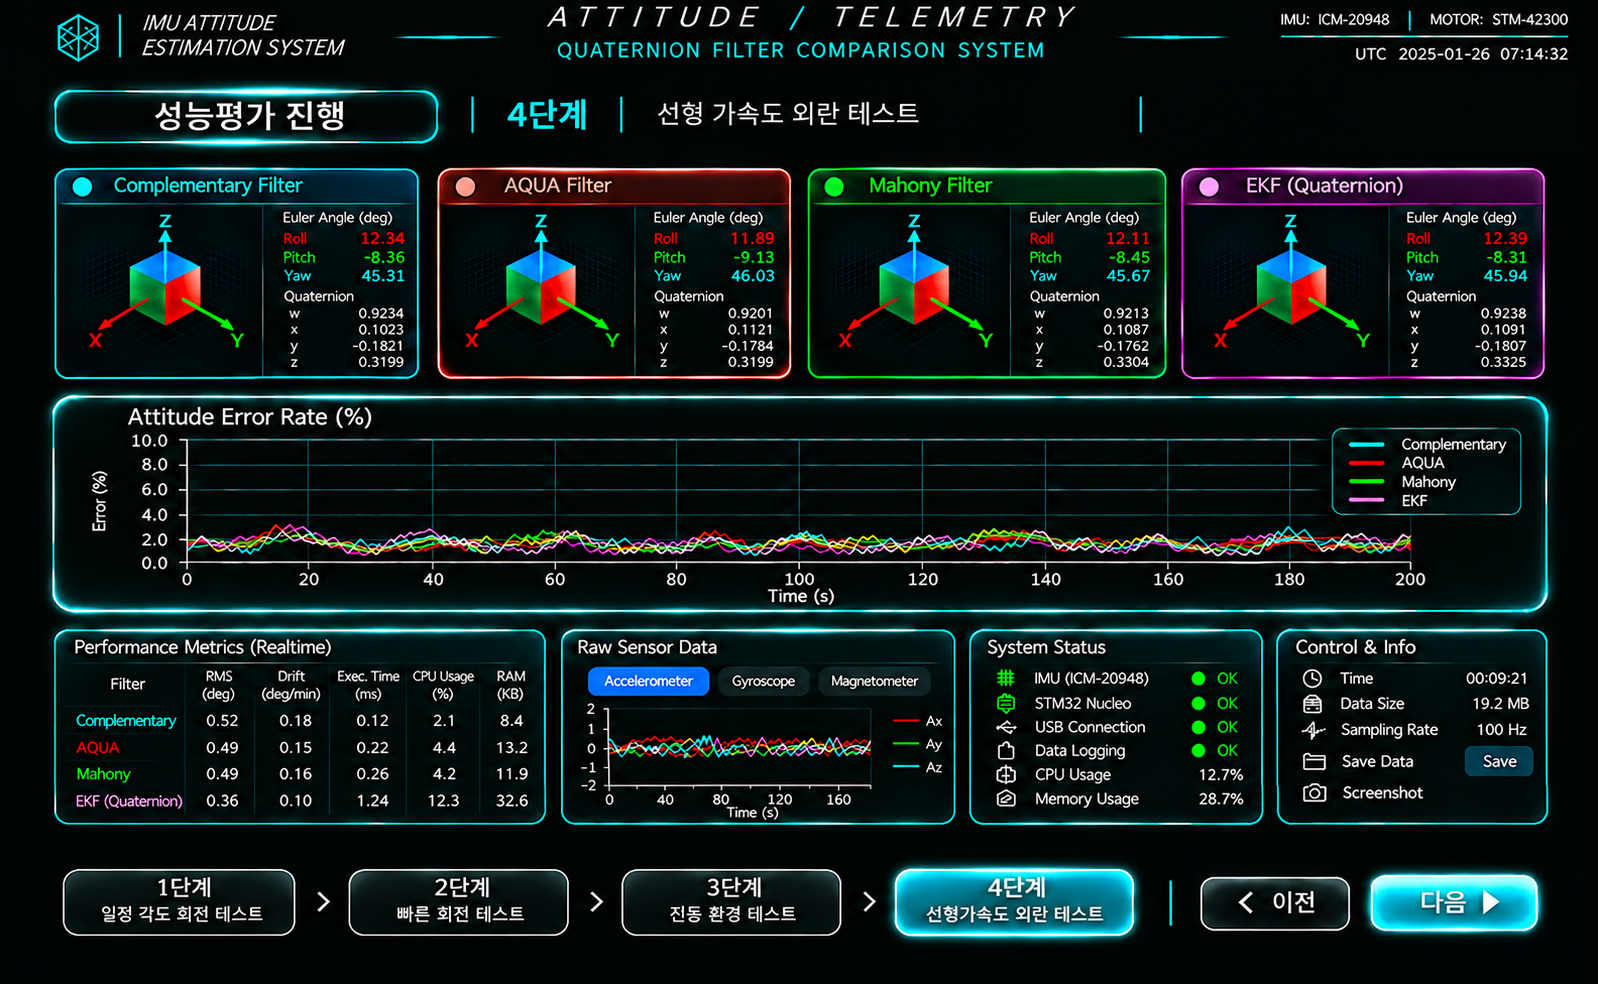 IMU ATTITUDE
ESTIMATION SYSTEM
ATTITUDE / TELEMETRY
QUATERNION FILTER COMPARISON SYSTEM
IMU: ICM-20948 | MOTOR: STM-42300
UTC 2025-01-26 07:14:32
성능평가 진행
4단계
선형 가속도 외란 테스트
Complementary Filter
Z
X
Y
Euler Angle (deg)
Roll 12.34
Pitch -8.36
Yaw 45.31
Quaternion
w 0.9234
x 0.1023
y -0.1821
z 0.3199
AQUA Filter
Z
X
Y
Euler Angle (deg)
Roll 11.89
Pitch -9.13
Yaw 46.03
Quaternion
w 0.9201
x 0.1121
y -0.1784
z 0.3199
Mahony Filter
Z
X
Y
Euler Angle (deg)
Roll 12.11
Pitch -8.45
Yaw 45.67
Quaternion
w 0.9213
x 0.1087
y -0.1762
z 0.3304
EKF (Quaternion)
Z
X
Y
Euler Angle (deg)
Roll 12.39
Pitch -8.31
Yaw 45.94
Quaternion
w 0.9238
x 0.1091
y -0.1807
z 0.3325
Attitude Error Rate (%)
Error (%)
10.0
8.0
6.0
4.0
2.0
0.0
0 20 40 60 80 100 120 140 160 180 200
Time (s)
Complementary
AQUA
Mahony
EKF
Performance Metrics (Realtime)
Filter RMS (deg) Drift (deg/min) Exec. Time (ms) CPU Usage (%) RAM (KB)
Complementary 0.52 0.18 0.12 2.1 8.4
AQUA 0.49 0.15 0.22 4.4 13.2
Mahony 0.49 0.16 0.26 4.2 11.9
EKF (Quaternion) 0.36 0.10 1.24 12.3 32.6
Raw Sensor Data
Accelerometer Gyroscope Magnetometer
2
1
0
-1
-2
0 40 80 120 160
Time (s)
Ax
Ay
Az
System Status
IMU (ICM-20948) OK
STM32 Nucleo OK
USB Connection OK
Data Logging OK
CPU Usage 12.7%
Memory Usage 28.7%
Control & Info
Time 00:09:21
Data Size 19.2 MB
Sampling Rate 100 Hz
Save Data Save
Screenshot
1단계
일정 각도 회전 테스트
>
2단계
빠른 회전 테스트
>
3단계
진동 환경 테스트
>
4단계
선형가속도 외란 테스트
< 이전
다음 ▶